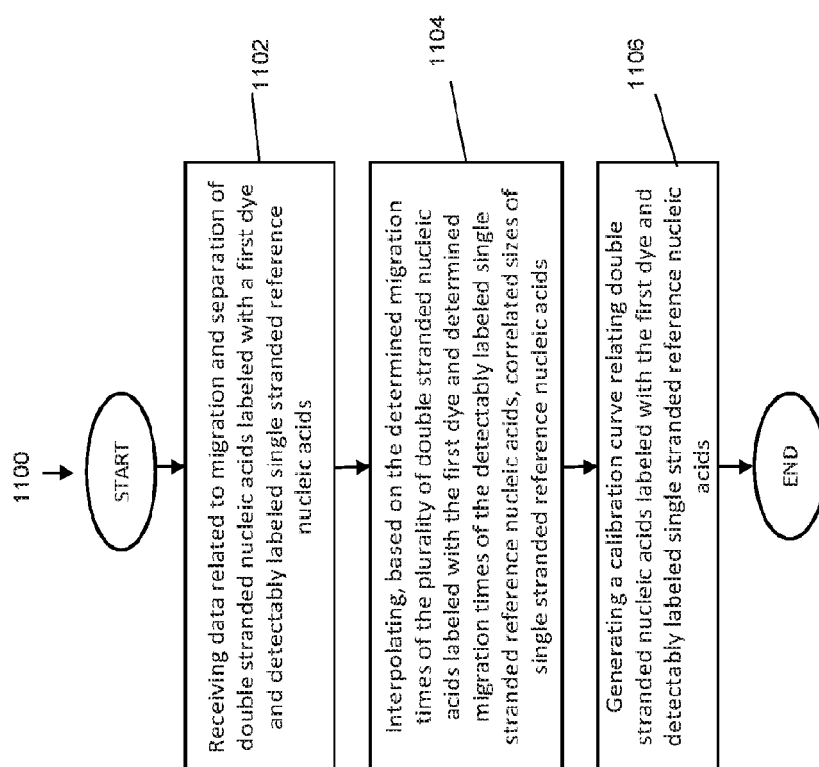 1100
START
Receiving data related to migration and separation of
double stranded nucleic acids labeled with a first dye
and detectably labeled single stranded reference
nucleic acids
1102
Interpolating, based on the determined migration
times of the plurality of double stranded nucleic
acids labeled with the first dye and determined
migration times of the detectably labeled single
stranded reference nucleic acids, correlated sizes of
single stranded reference nucleic acids
1104
Generating a calibration curve relating double
stranded nucleic acids labeled with the first dye and
detectably labeled single stranded reference nucleic
acids
1106
END